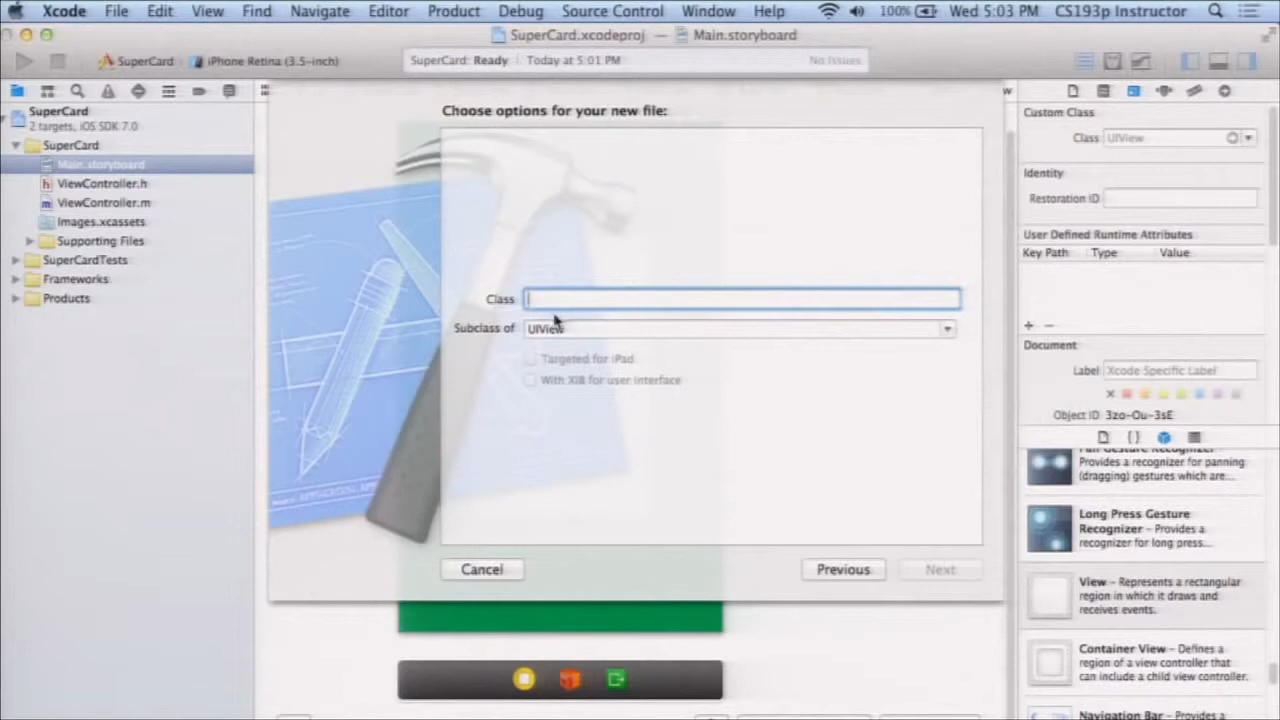 Xcode File Edit View Find Navigate Editor Product Debug Source Control Window Help 100% Wed 5:03 PM CS193p Instructor
SuperCard.xcodeproj — Main.storyboard
SuperCard iPhone Retina (3.5-inch) SuperCard: Ready Today at 5:01 PM No Issues
SuperCard
2 targets, iOS SDK 7.0
SuperCard
Main.storyboard
ViewController.h
ViewController.m
Images.xcassets
Supporting Files
SuperCardTests
Frameworks
Products
Choose options for your new file:
Class
Subclass of UIView
Targeted for iPad
With XIB for user interface
Cancel Previous Next
Custom Class
Class UIView
Identity
Restoration ID
User Defined Runtime Attributes
Key Path Type Value
Document
Label Xcode Specific Label
Object ID 3zo-Ou-3sE
Pan Gesture Recognizer –
Provides a recognizer for panning
(dragging) gestures which are...
Long Press Gesture
Recognizer – Provides a
recognizer for long press...
View – Represents a rectangular
region in which it draws and
receives events.
Container View – Defines a
region of a view controller that
can include a child view controller.
Navigation Bar – Provides a